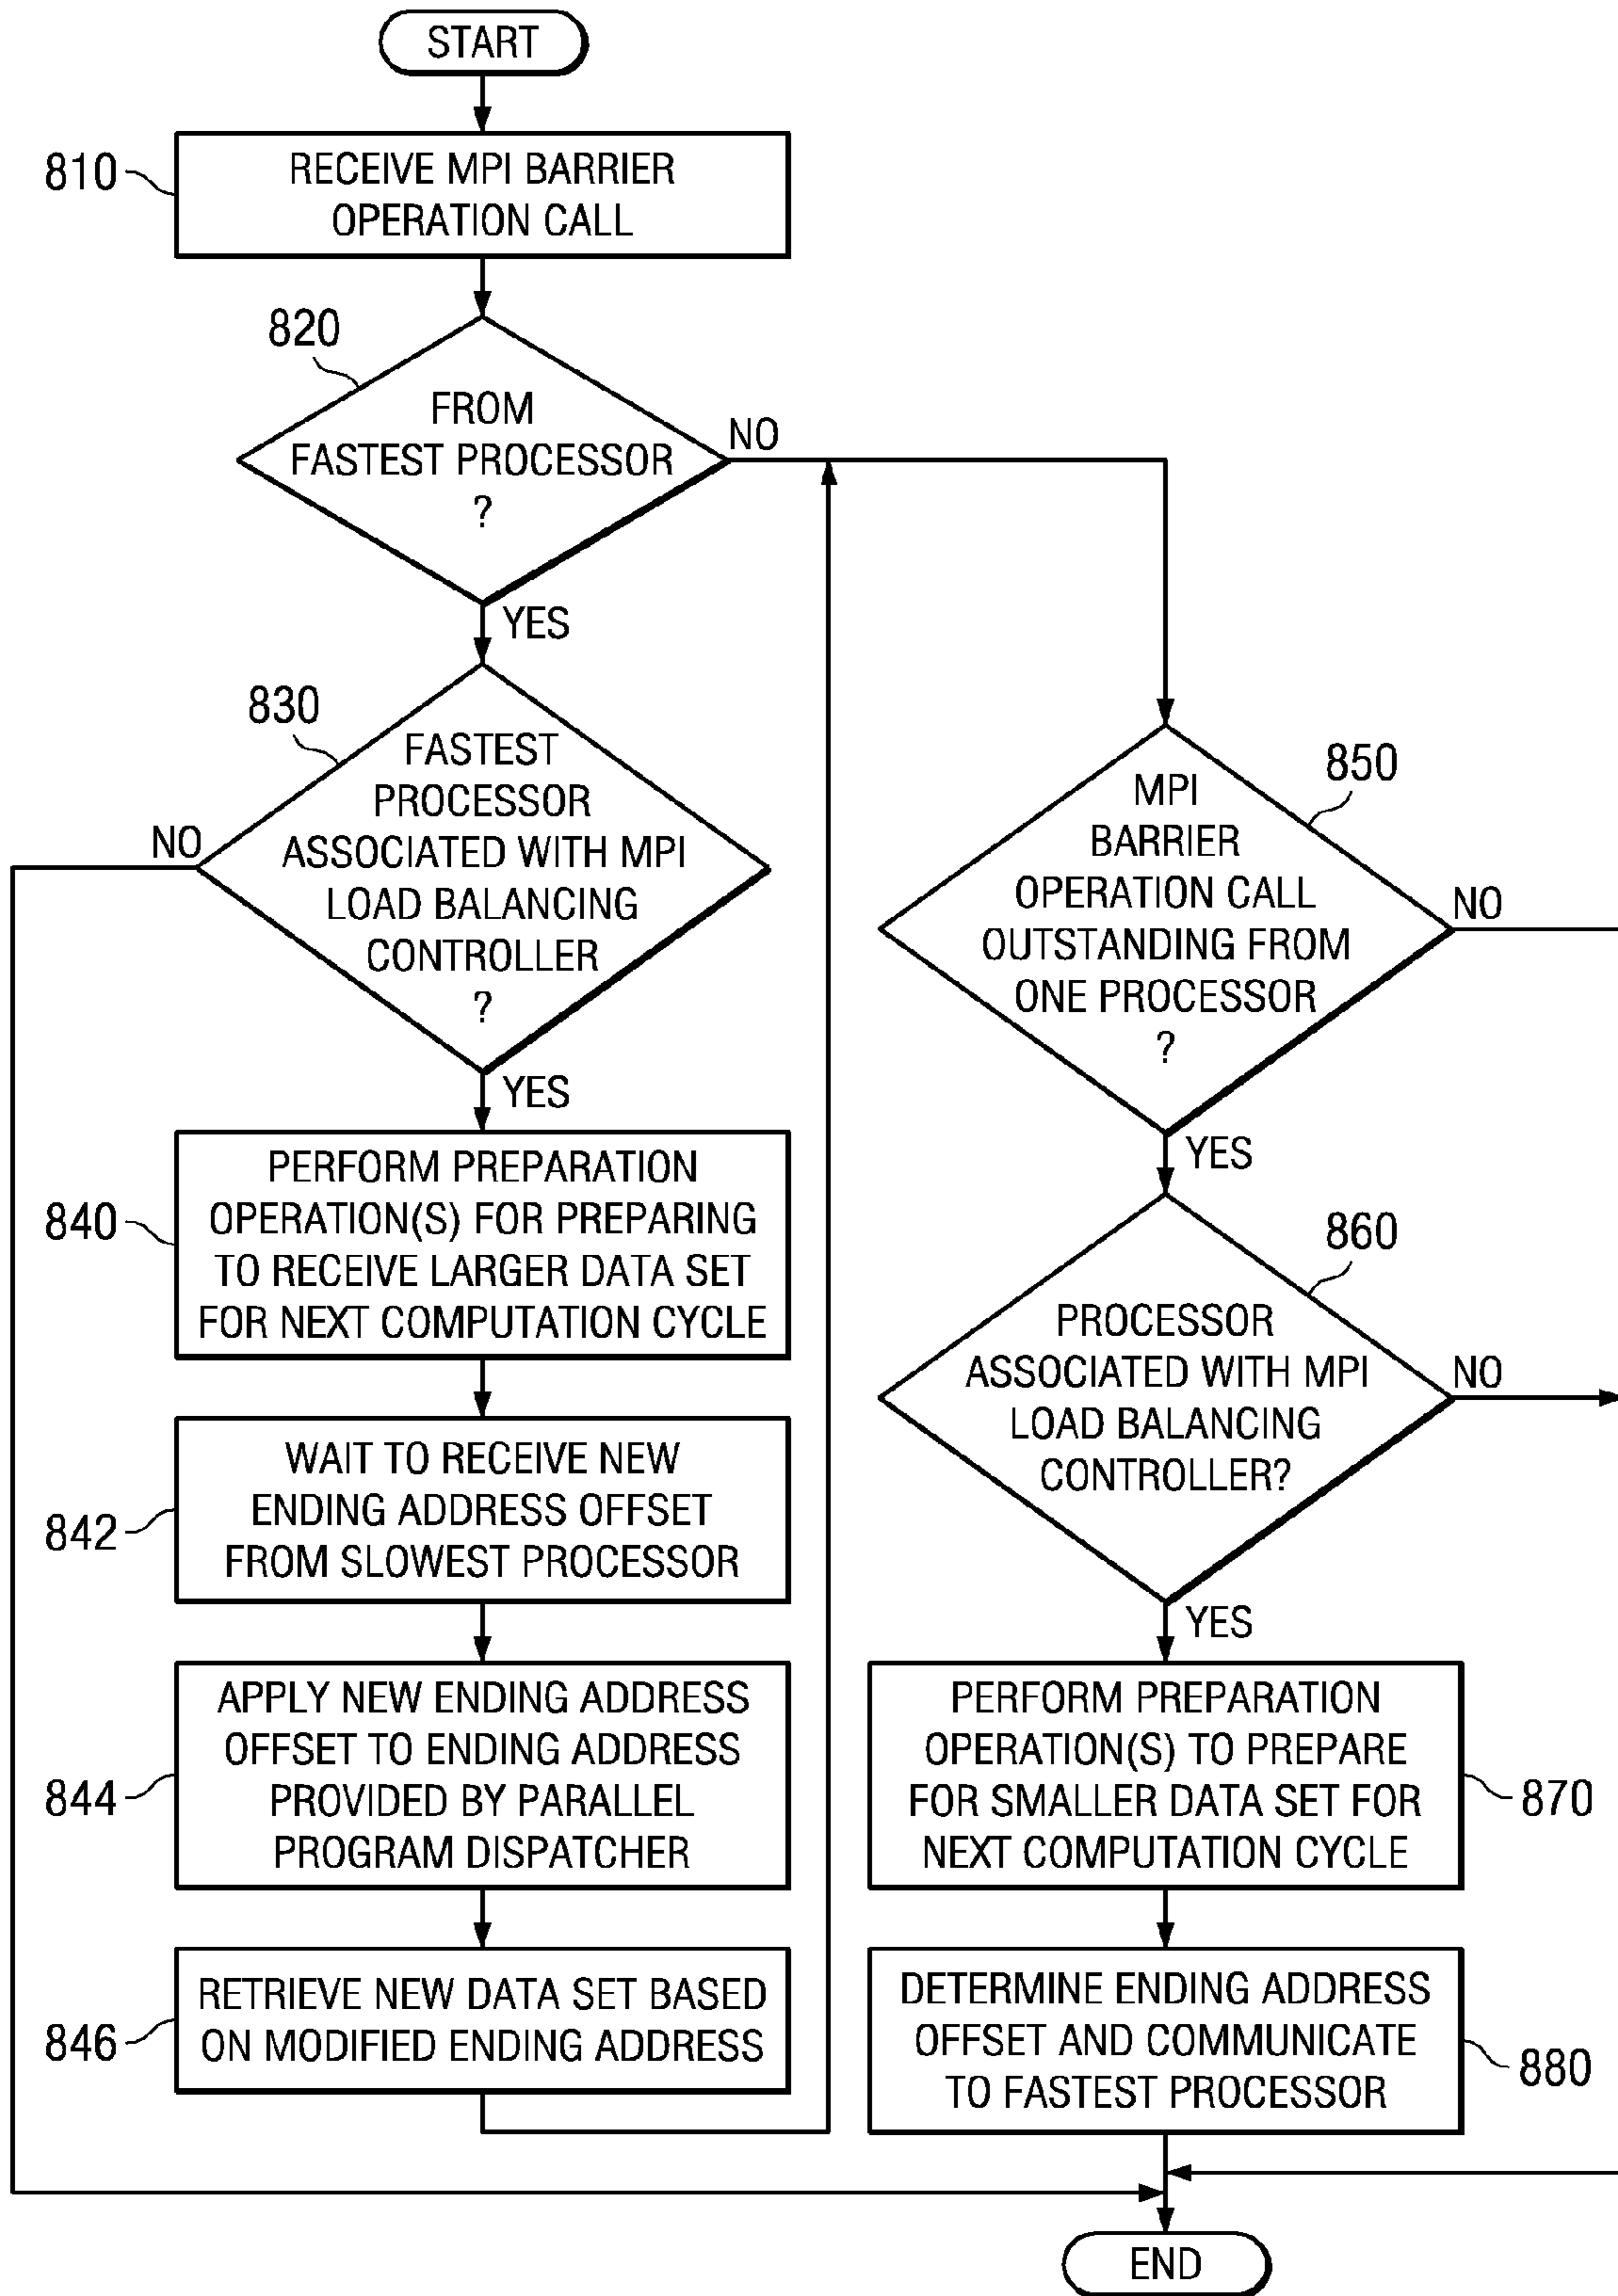 START
810
RECEIVE MPI BARRIER
OPERATION CALL
820
FROM
FASTEST PROCESSOR
?
NO
YES
830
FASTEST
PROCESSOR
ASSOCIATED WITH MPI
LOAD BALANCING
CONTROLLER
?
NO
YES
840
PERFORM PREPARATION
OPERATION(S) FOR PREPARING
TO RECEIVE LARGER DATA SET
FOR NEXT COMPUTATION CYCLE
842
WAIT TO RECEIVE NEW
ENDING ADDRESS OFFSET
FROM SLOWEST PROCESSOR
844
APPLY NEW ENDING ADDRESS
OFFSET TO ENDING ADDRESS
PROVIDED BY PARALLEL
PROGRAM DISPATCHER
846
RETRIEVE NEW DATA SET BASED
ON MODIFIED ENDING ADDRESS
850
MPI
BARRIER
OPERATION CALL
OUTSTANDING FROM
ONE PROCESSOR
?
NO
YES
860
PROCESSOR
ASSOCIATED WITH MPI
LOAD BALANCING
CONTROLLER?
NO
YES
PERFORM PREPARATION
OPERATION(S) TO PREPARE
FOR SMALLER DATA SET FOR
NEXT COMPUTATION CYCLE
870
DETERMINE ENDING ADDRESS
OFFSET AND COMMUNICATE
TO FASTEST PROCESSOR
880
END